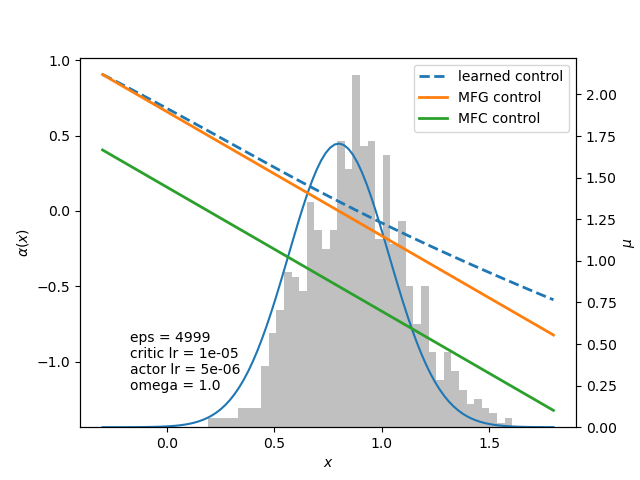 learned control
MFG control
MFC control
1.0
0.5
0.0
−0.5
−1.0
α(x)
2.00
1.75
1.50
1.25
1.00
0.75
0.50
0.25
0.00
μ
eps = 4999
critic lr = 1e-05
actor lr = 5e-06
omega = 1.0
0.0 0.5 1.0 1.5
x